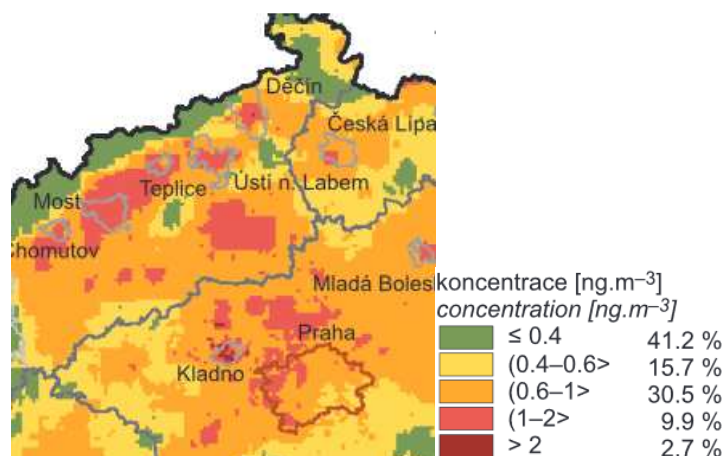 Děčín
Česká Lípa
Teplice
Ústí n. Labem
Most
Chomutov
Mladá Boles
Praha
Kladno
koncentrace [ng.m–3]
concentration [ng.m–3]
≤ 0.4 41.2 %
(0.4–0.6> 15.7 %
(0.6–1> 30.5 %
(1–2> 9.9 %
> 2 2.7 %